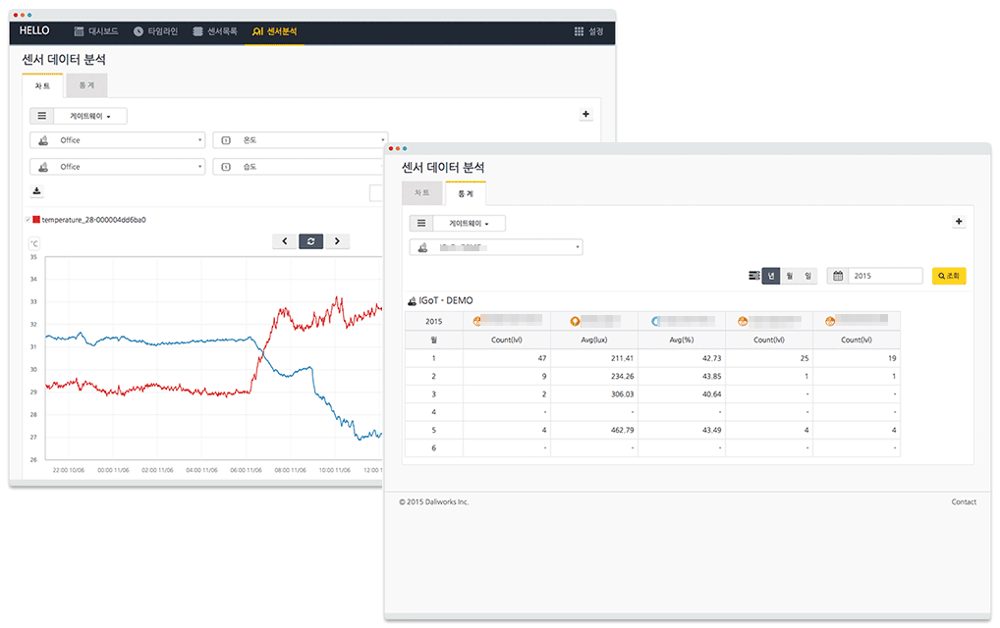 HELLO 대시보드 타임라인 센서목록 센서분석 설정
센서 데이터 분석
차 트 통 계
게이트웨이
Office 온도
Office 습도
temperature_28-000004dd6ba0
°C
35
34
33
32
31
30
29
28
27
26
22:00 10/06 00:00 11/06 02:00 11/06 04:00 11/06 06:00 11/06 08:00 11/06 10:00 11/06 12:00 1
센서 데이터 분석
차 트 통 계
게이트웨이
년 월 일 2015 조회
IGoT - DEMO
2015
월 Count(lvl) Avg(lux) Avg(%) Count(lvl) Count(lvl)
1 47 211.41 42.73 25 19
2 9 234.26 43.85 1 1
3 2 306.03 40.64 - -
4 - - - - -
5 4 462.79 43.49 4 4
6 - - - - -
© 2015 Daliworks Inc. Contact